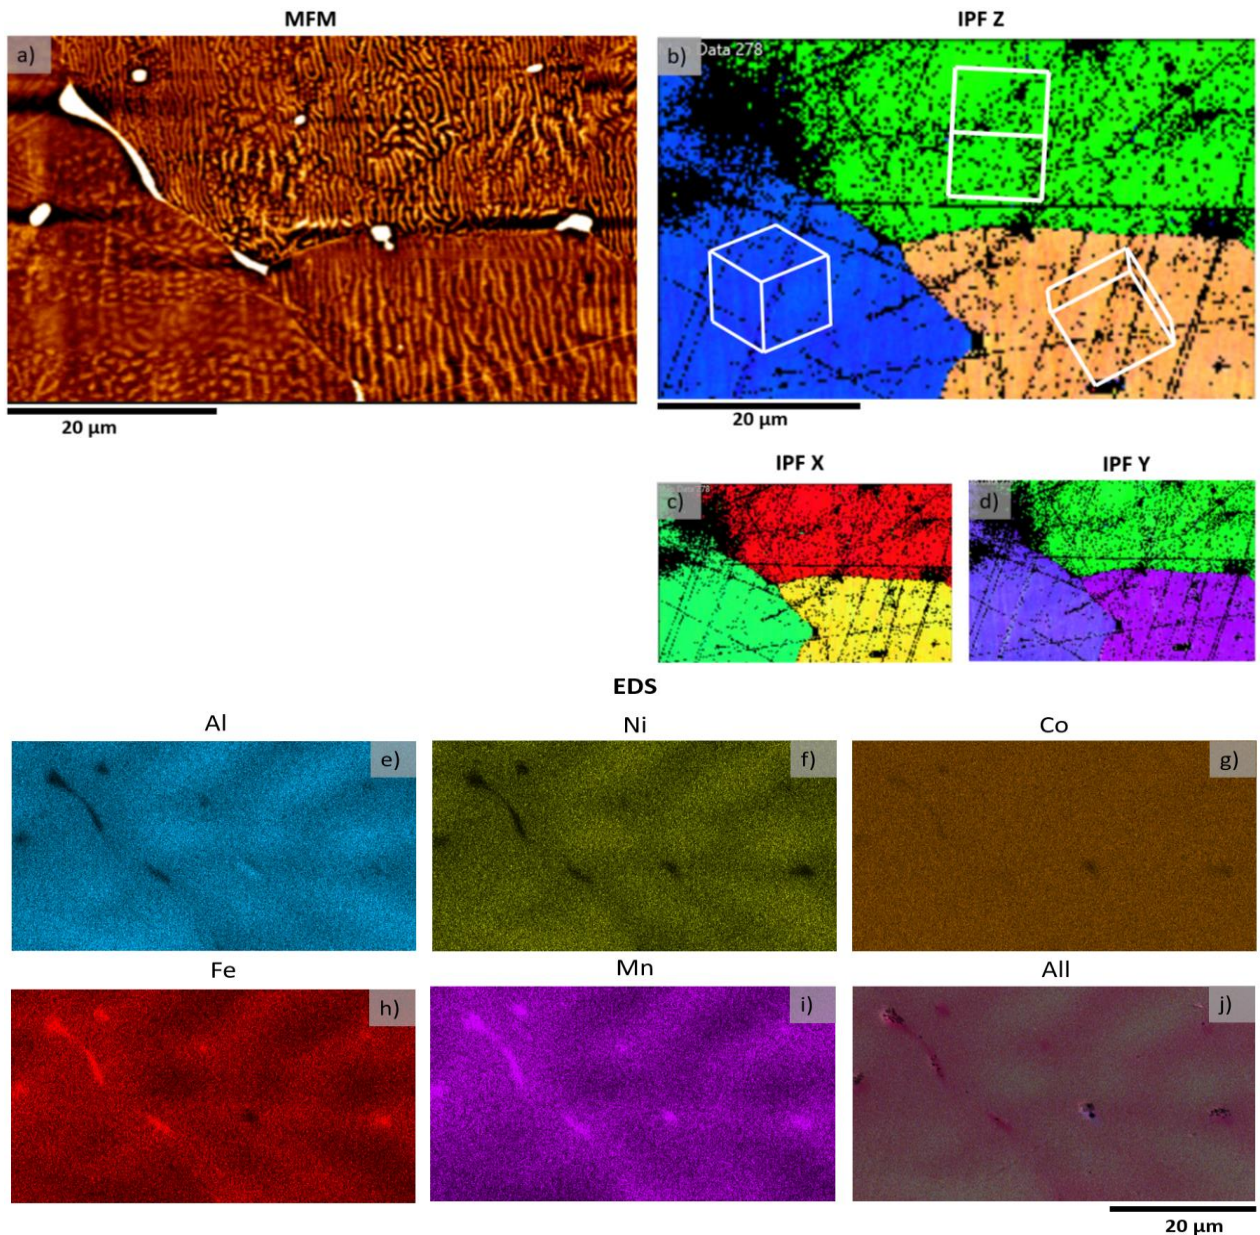 MFM
IPF Z
a)
b)
Data 278
20 µm
20 µm
IPF X
IPF Y
c)
d)
EDS
Al
Ni
Co
e)
f)
g)
Fe
Mn
All
h)
i)
j)
20 µm